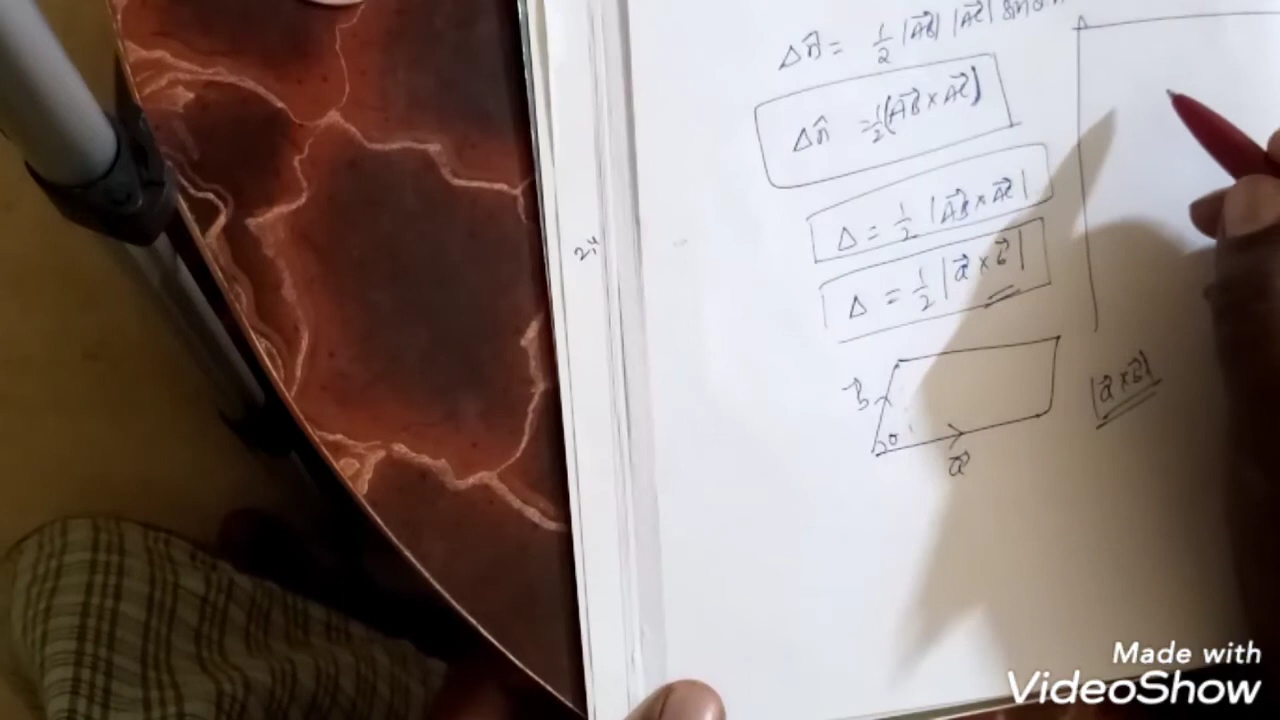 Δn̂ = 1/2 |AB⃗| |AC⃗| sinθ
Δn̂ = 1/2 (AB⃗ × AC⃗)
Δ = 1/2 |AB⃗ × AC⃗|
Δ = 1/2 |a⃗ × b⃗|
b⃗
θ
a⃗
|a⃗ × b⃗|
Made with
VideoShow